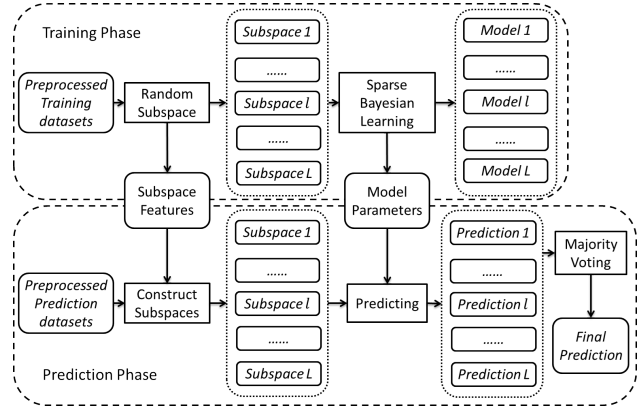 Training Phase
Preprocessed
Training
datasets
Random
Subspace
Subspace 1
......
Subspace l
......
Subspace L
Sparse
Bayesian
Learning
Model 1
......
Model l
......
Model L
Subspace
Features
Model
Parameters
Preprocessed
Prediction
datasets
Construct
Subspaces
Subspace 1
......
Subspace l
......
Subspace L
Predicting
Prediction 1
......
Prediction l
......
Prediction L
Majority
Voting
Final
Prediction
Prediction Phase